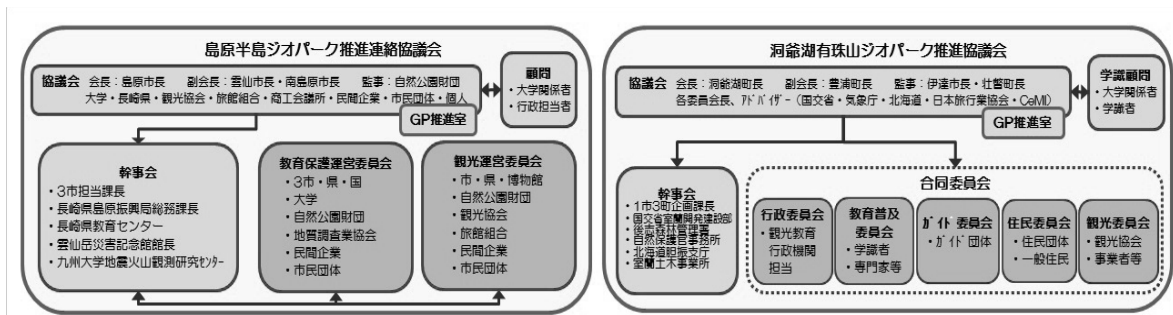 島原半島ジオパーク推進連絡協議会
協議会 会長:島原市長 副会長:雲仙市長・南島原市長 監事:自然公園財団
大学・長崎県・観光協会・旅館組合・商工会議所・民間企業・市民団体・個人
GP推進室
顧問
・大学関係者
・行政担当者
幹事会
・3市担当課長
・長崎県島原振興局総務課長
・長崎県教育センター
・雲仙岳災害記念館館長
・九州大学地震火山観測研究センター
教育保護運営委員会
・3市・県・国
・大学
・自然公園財団
・地質調査業協会
・民間企業
・市民団体
観光運営委員会
・市・県・博物館
・自然公園財団
・観光協会
・旅館組合
・民間企業
・市民団体
洞爺湖有珠山ジオパーク推進協議会
協議会 会長:洞爺湖町長 副会長:豊浦町長 監事:伊達市長・壮瞥町長
各委員会長、アドバイザー(国交省・気象庁・北海道・日本旅行業協会・CeMI)
GP推進室
学識顧問
・大学関係者
・学識者
幹事会
・1市3町企画課長
・国交省室蘭開発建設部
・後志森林管理署
・自然保護官事務所
・北海道胆振支庁
・室蘭土木事業所
合同委員会
行政委員会
・観光教育
行政機関
担当
教育普及
委員会
・学識者
・専門家等
ガイド委員会
・ガイド団体
住民委員会
・住民団体
・一般住民
観光委員会
・観光協会
・事業者等